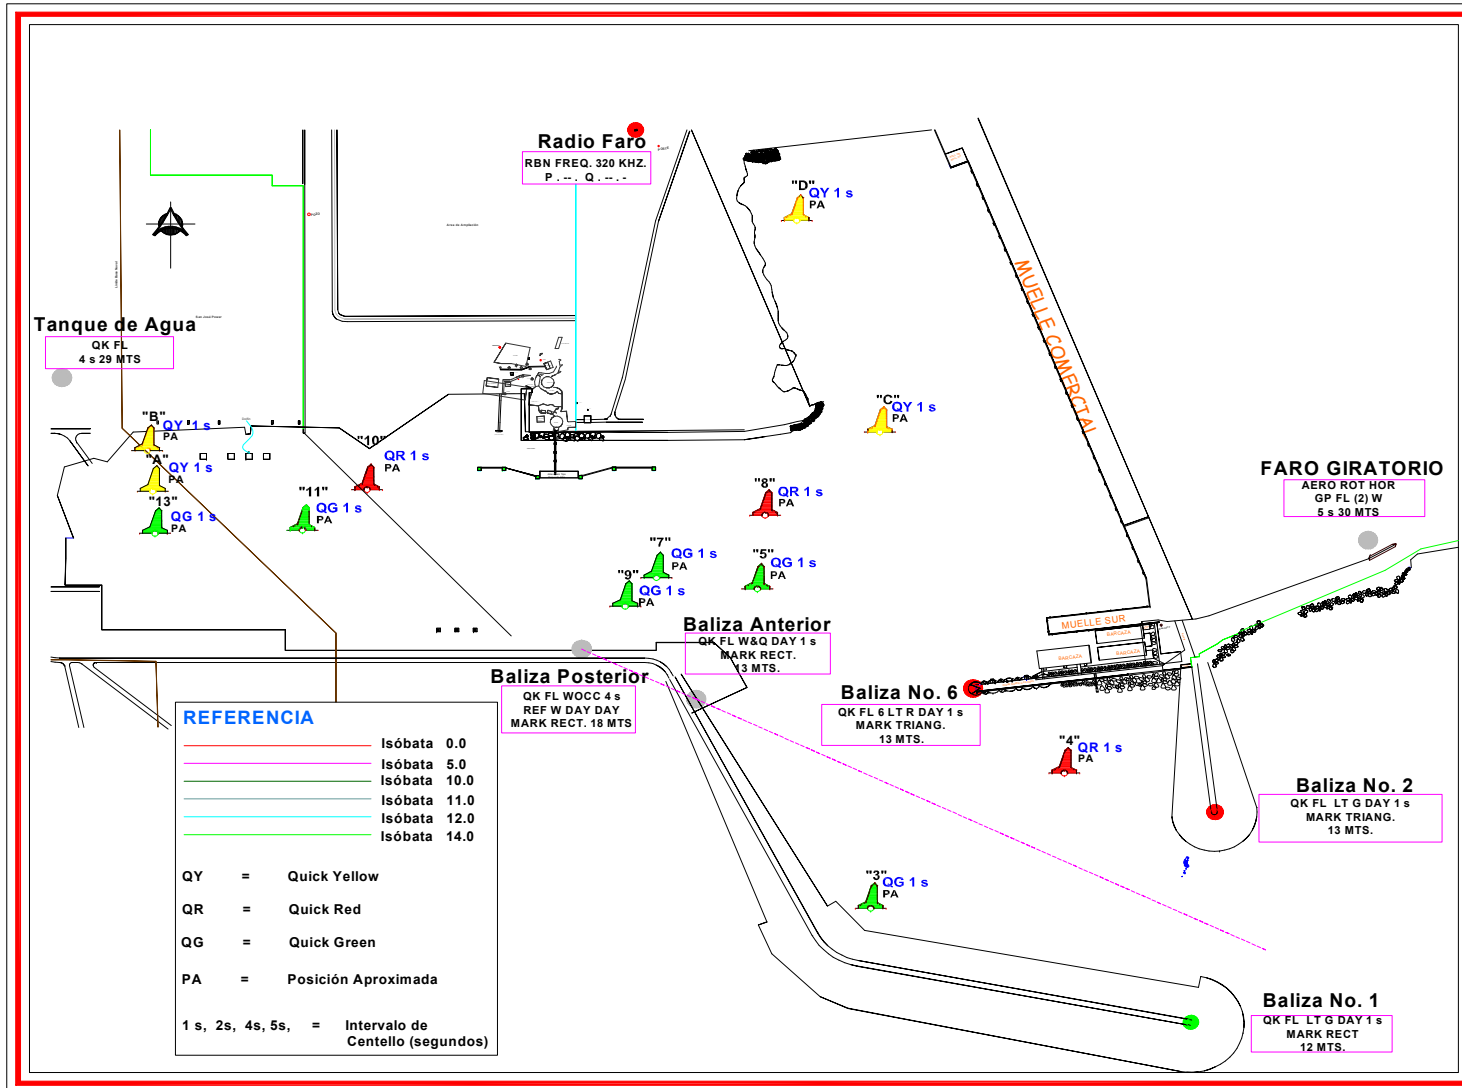 Radio Faro
RBN FREQ. 320 KHZ.
P . -- . Q . -- . -
"D"
QY 1 s
PA
MUELLE COMERCIAL
Tanque de Agua
QK FL
4 s 29 MTS
"B"
QY 1 s
PA
"A"
QY 1 s
PA
"13"
QG 1 s
PA
"10"
QR 1 s
PA
"11"
QG 1 s
PA
"C"
QY 1 s
PA
"8"
QR 1 s
PA
"7"
QG 1 s
PA
"9"
QG 1 s
PA
"5"
QG 1 s
PA
FARO GIRATORIO
AERO ROT HOR
GP FL (2) W
5 s 30 MTS
MUELLE SUR
BARCAZA
BARCAZA
BARCAZA
Baliza Anterior
QK FL W&Q DAY 1 s
MARK RECT.
13 MTS.
Baliza Posterior
QK FL WOCC 4 s
REF W DAY DAY
MARK RECT. 18 MTS
Baliza No. 6
QK FL 6 LT R DAY 1 s
MARK TRIANG.
13 MTS.
"4"
QR 1 s
PA
Baliza No. 2
QK FL LT G DAY 1 s
MARK TRIANG.
13 MTS.
"3"
QG 1 s
PA
Baliza No. 1
QK FL LT G DAY 1 s
MARK RECT
12 MTS.
REFERENCIA
Isóbata 0.0
Isóbata 5.0
Isóbata 10.0
Isóbata 11.0
Isóbata 12.0
Isóbata 14.0
QY = Quick Yellow
QR = Quick Red
QG = Quick Green
PA = Posición Aproximada
1 s, 2s, 4s, 5s, = Intervalo de
Centello (segundos)